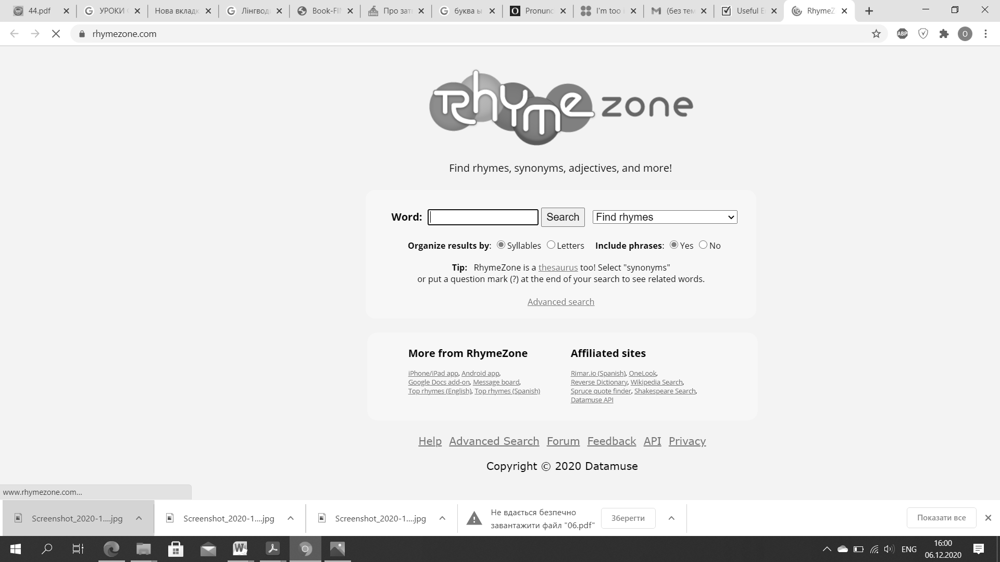 44.pdf
УРОКИ
Нова вкладк
Лінгвод
Book-FII
Про зат
буква ы
Pronunc
I'm too
(без тем
Useful E
RhymeZ
rhymezone.com
ABP
O
Rhyme zone
Find rhymes, synonyms, adjectives, and more!
Word: Search Find rhymes
Organize results by: Syllables Letters Include phrases: Yes No
Tip: RhymeZone is a thesaurus too! Select "synonyms"
or put a question mark (?) at the end of your search to see related words.
Advanced search
More from RhymeZone
iPhone/iPad app, Android app,
Google Docs add-on, Message board,
Top rhymes (English), Top rhymes (Spanish)
Affiliated sites
Rimar.io (Spanish), OneLook,
Reverse Dictionary, Wikipedia Search,
Spruce quote finder, Shakespeare Search,
Datamuse API
Help Advanced Search Forum Feedback API Privacy
Copyright © 2020 Datamuse
www.rhymezone.com...
Screenshot_2020-1....jpg
Screenshot_2020-1....jpg
Screenshot_2020-1....jpg
Не вдається безпечно
завантажити файл "06.pdf"
Зберегти
Показати все
ENG
16:00
06.12.2020